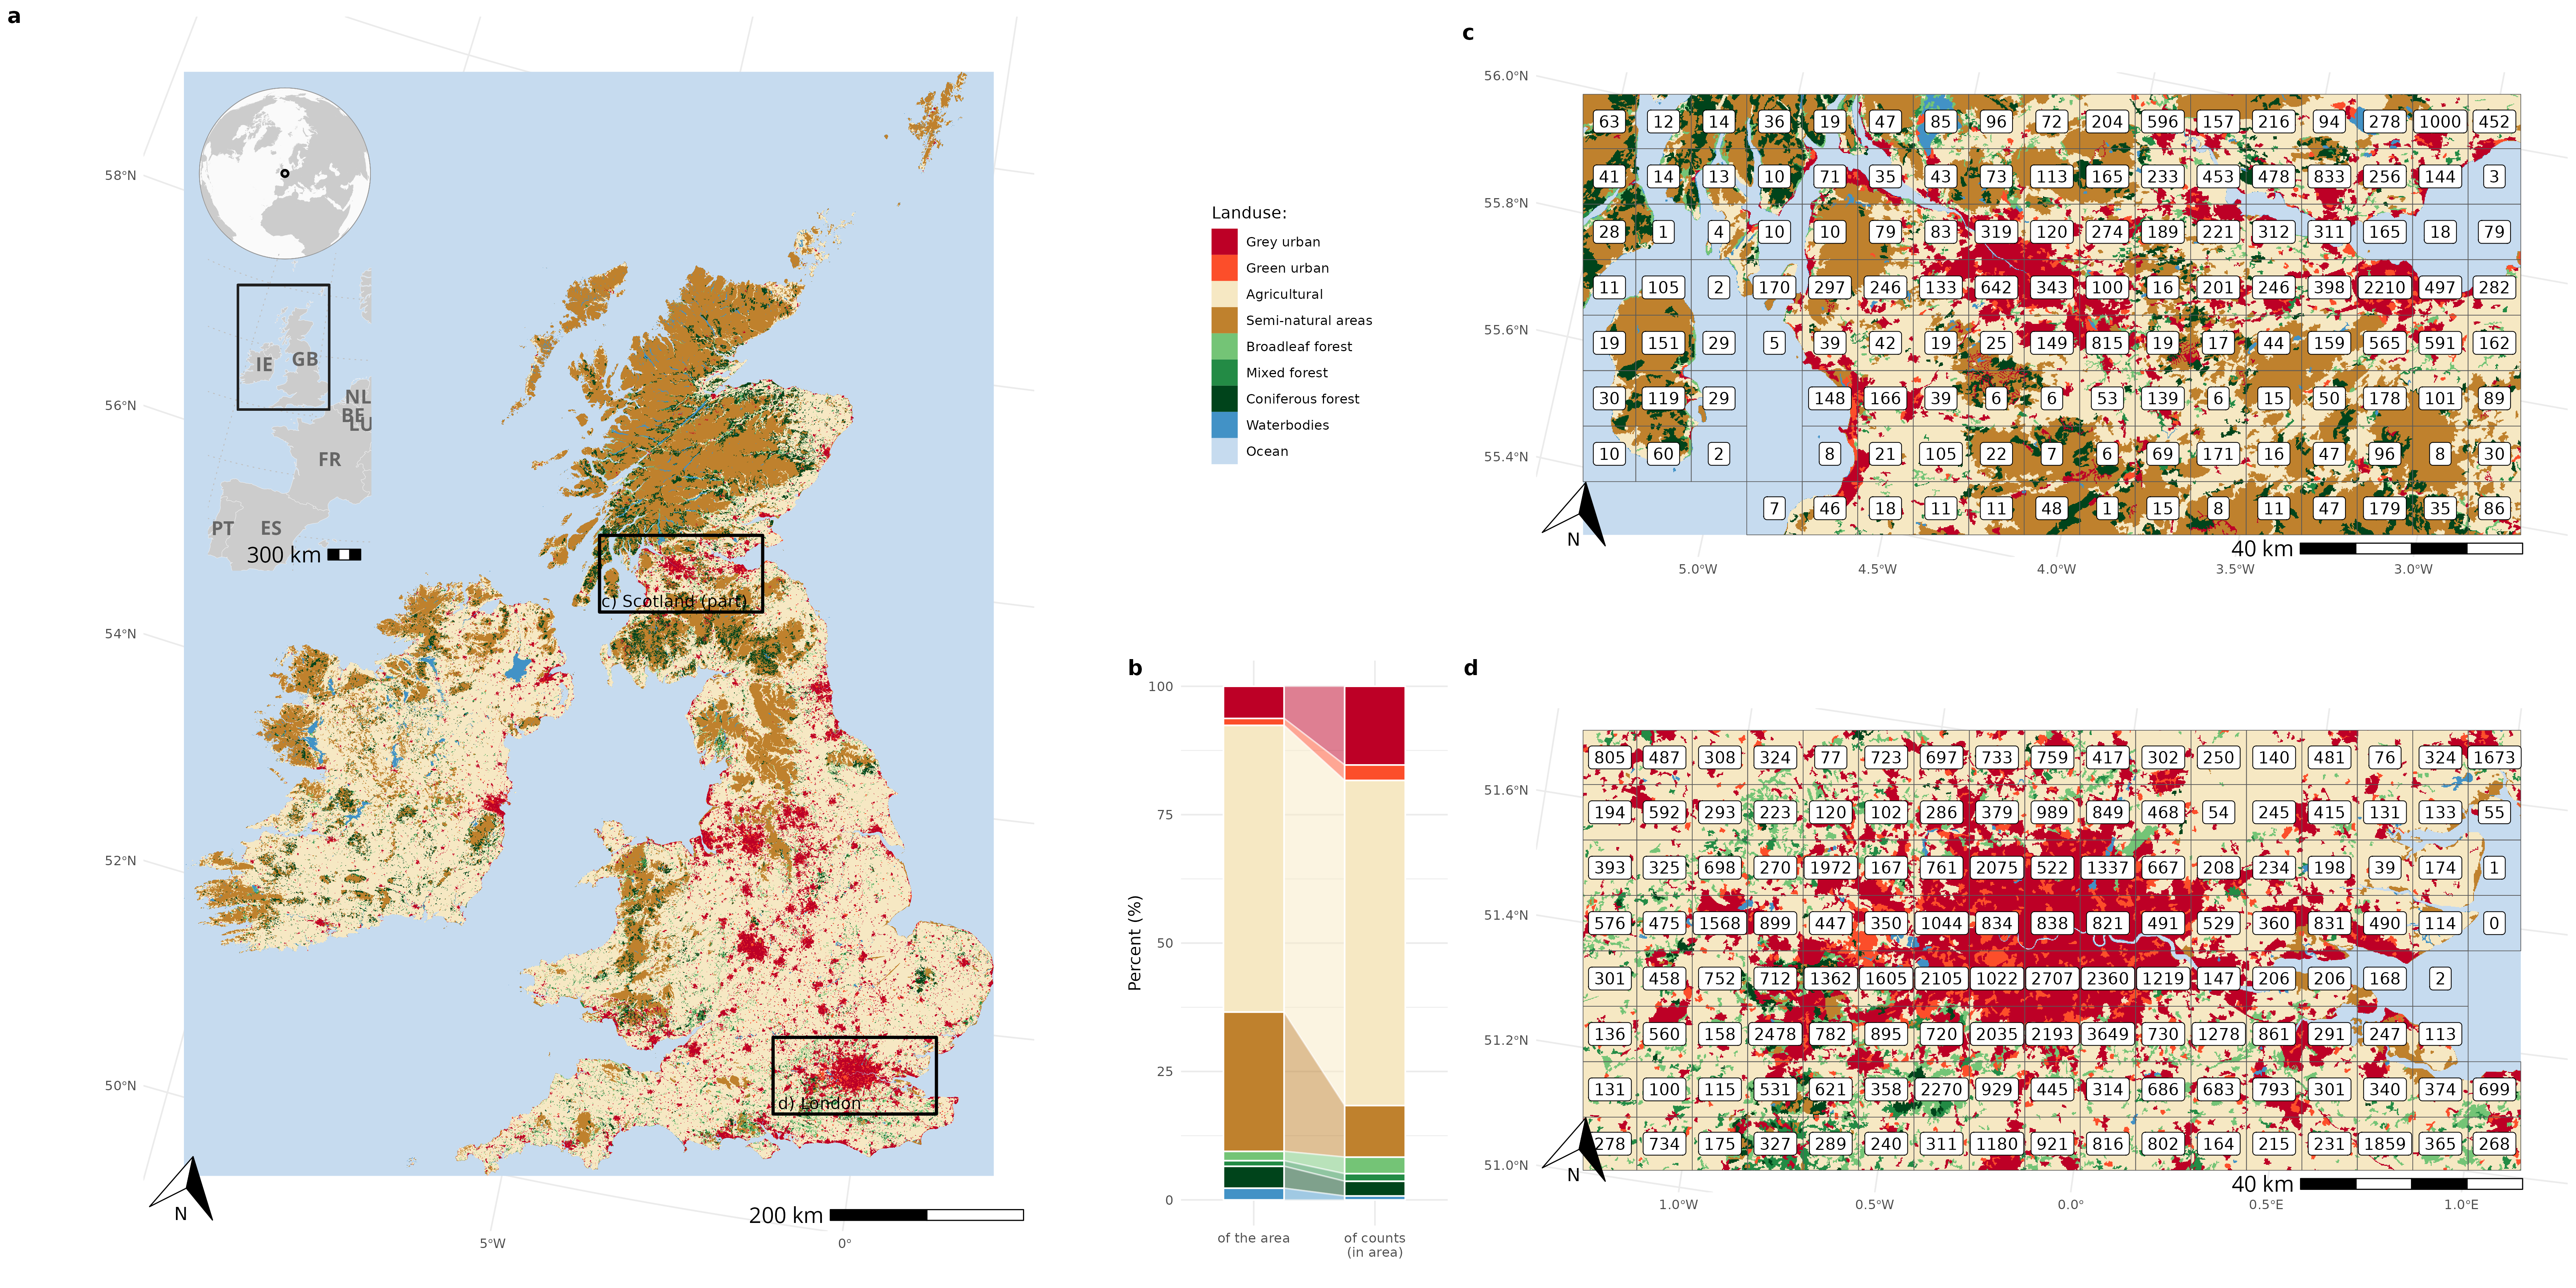 a
58°N
56°N
54°N
52°N
50°N
5°W
0°
IE
GB
NL
BE
LU
FR
PT
ES
300 km
c) Scotland (part)
d) London
N
200 km
Landuse:
Grey urban
Green urban
Agricultural
Semi-natural areas
Broadleaf forest
Mixed forest
Coniferous forest
Waterbodies
Ocean
b
Percent (%)
100
75
50
25
0
of the area
of counts
(in area)
c
56.0°N
55.8°N
55.6°N
55.4°N
63 12 14 36 19 47 85 96 72 204 596 157 216 94 278 1000 452
41 14 13 10 71 35 43 73 113 165 233 453 478 833 256 144 3
28 1 4 10 10 79 83 319 120 274 189 221 312 311 165 18 79
11 105 2 170 297 246 133 642 343 100 16 201 246 398 2210 497 282
19 151 29 5 39 42 19 25 149 815 19 17 44 159 565 591 162
30 119 29 148 166 39 6 6 53 139 6 15 50 178 101 89
10 60 2 8 21 105 22 7 6 69 171 16 47 96 8 30
7 46 18 11 11 48 1 15 8 11 47 179 35 86
N
40 km
5.0°W 4.5°W 4.0°W 3.5°W 3.0°W
d
51.6°N
51.4°N
51.2°N
51.0°N
805 487 308 324 77 723 697 733 759 417 302 250 140 481 76 324 1673
194 592 293 223 120 102 286 379 989 849 468 54 245 415 131 133 55
393 325 698 270 1972 167 761 2075 522 1337 667 208 234 198 39 174 1
576 475 1568 899 447 350 1044 834 838 821 491 529 360 831 490 114 0
301 458 752 712 1362 1605 2105 1022 2707 2360 1219 147 206 206 168 2
136 560 158 2478 782 895 720 2035 2193 3649 730 1278 861 291 247 113
131 100 115 531 621 358 2270 929 445 314 686 683 793 301 340 374 699
278 734 175 327 289 240 311 1180 921 816 802 164 215 231 1859 365 268
N
40 km
1.0°W 0.5°W 0.0° 0.5°E 1.0°E